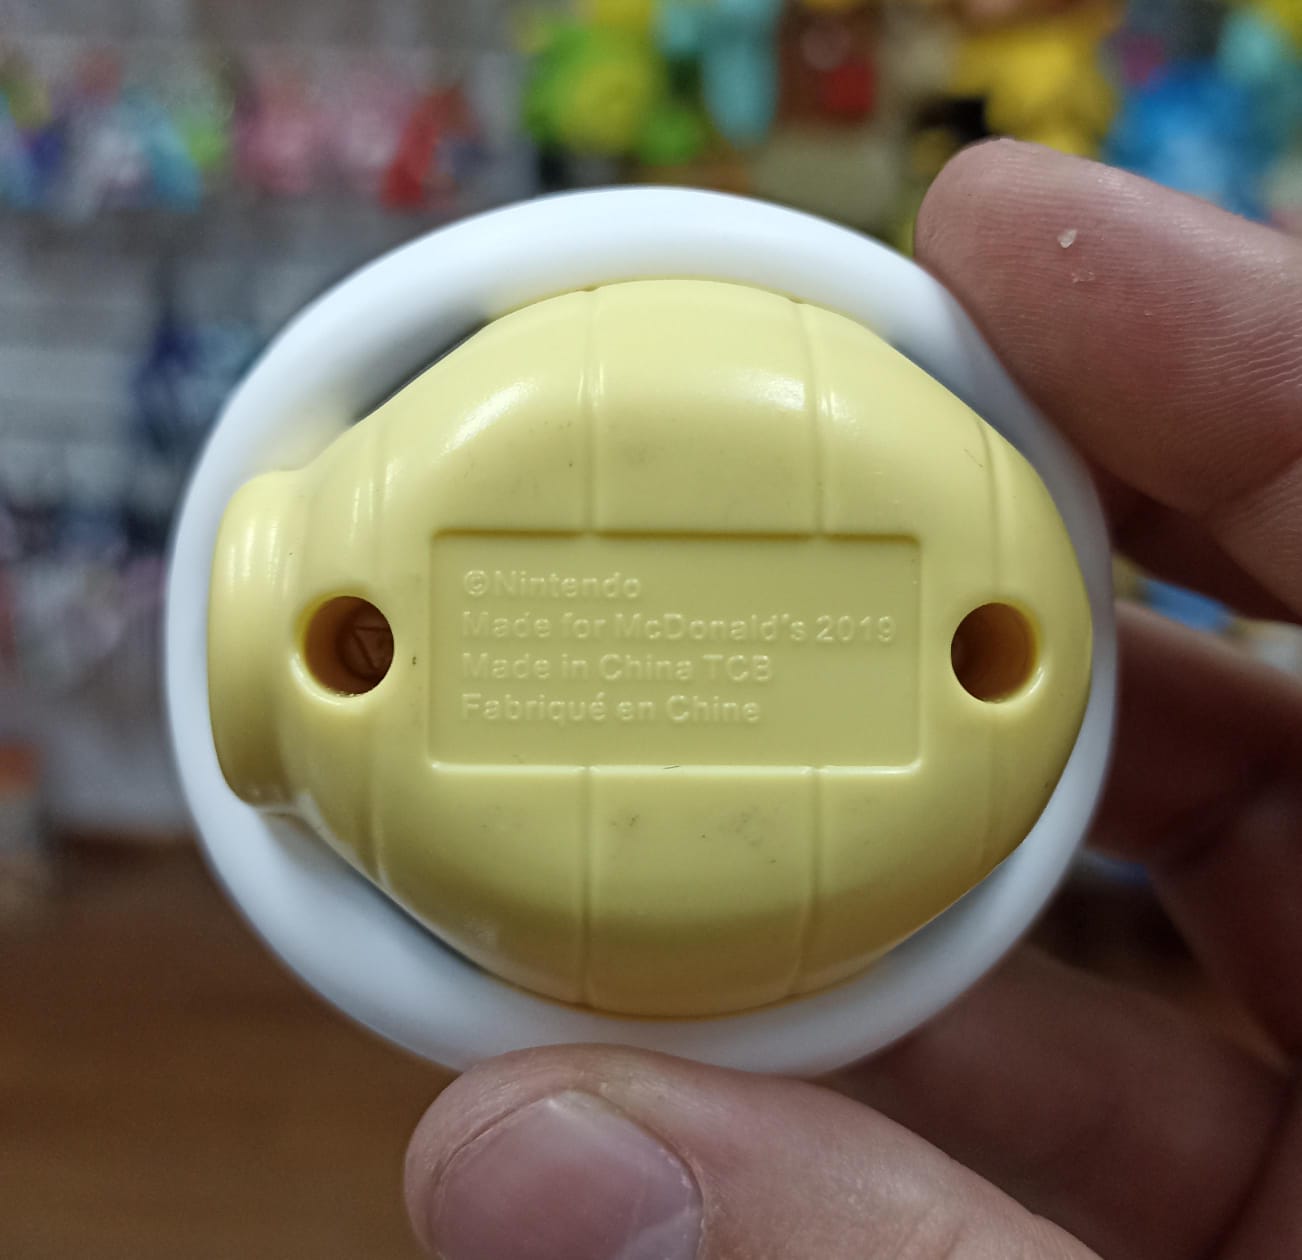 ©Nintendo
Made for McDonald's 2019
Made in China TCB
Fabriqué en Chine